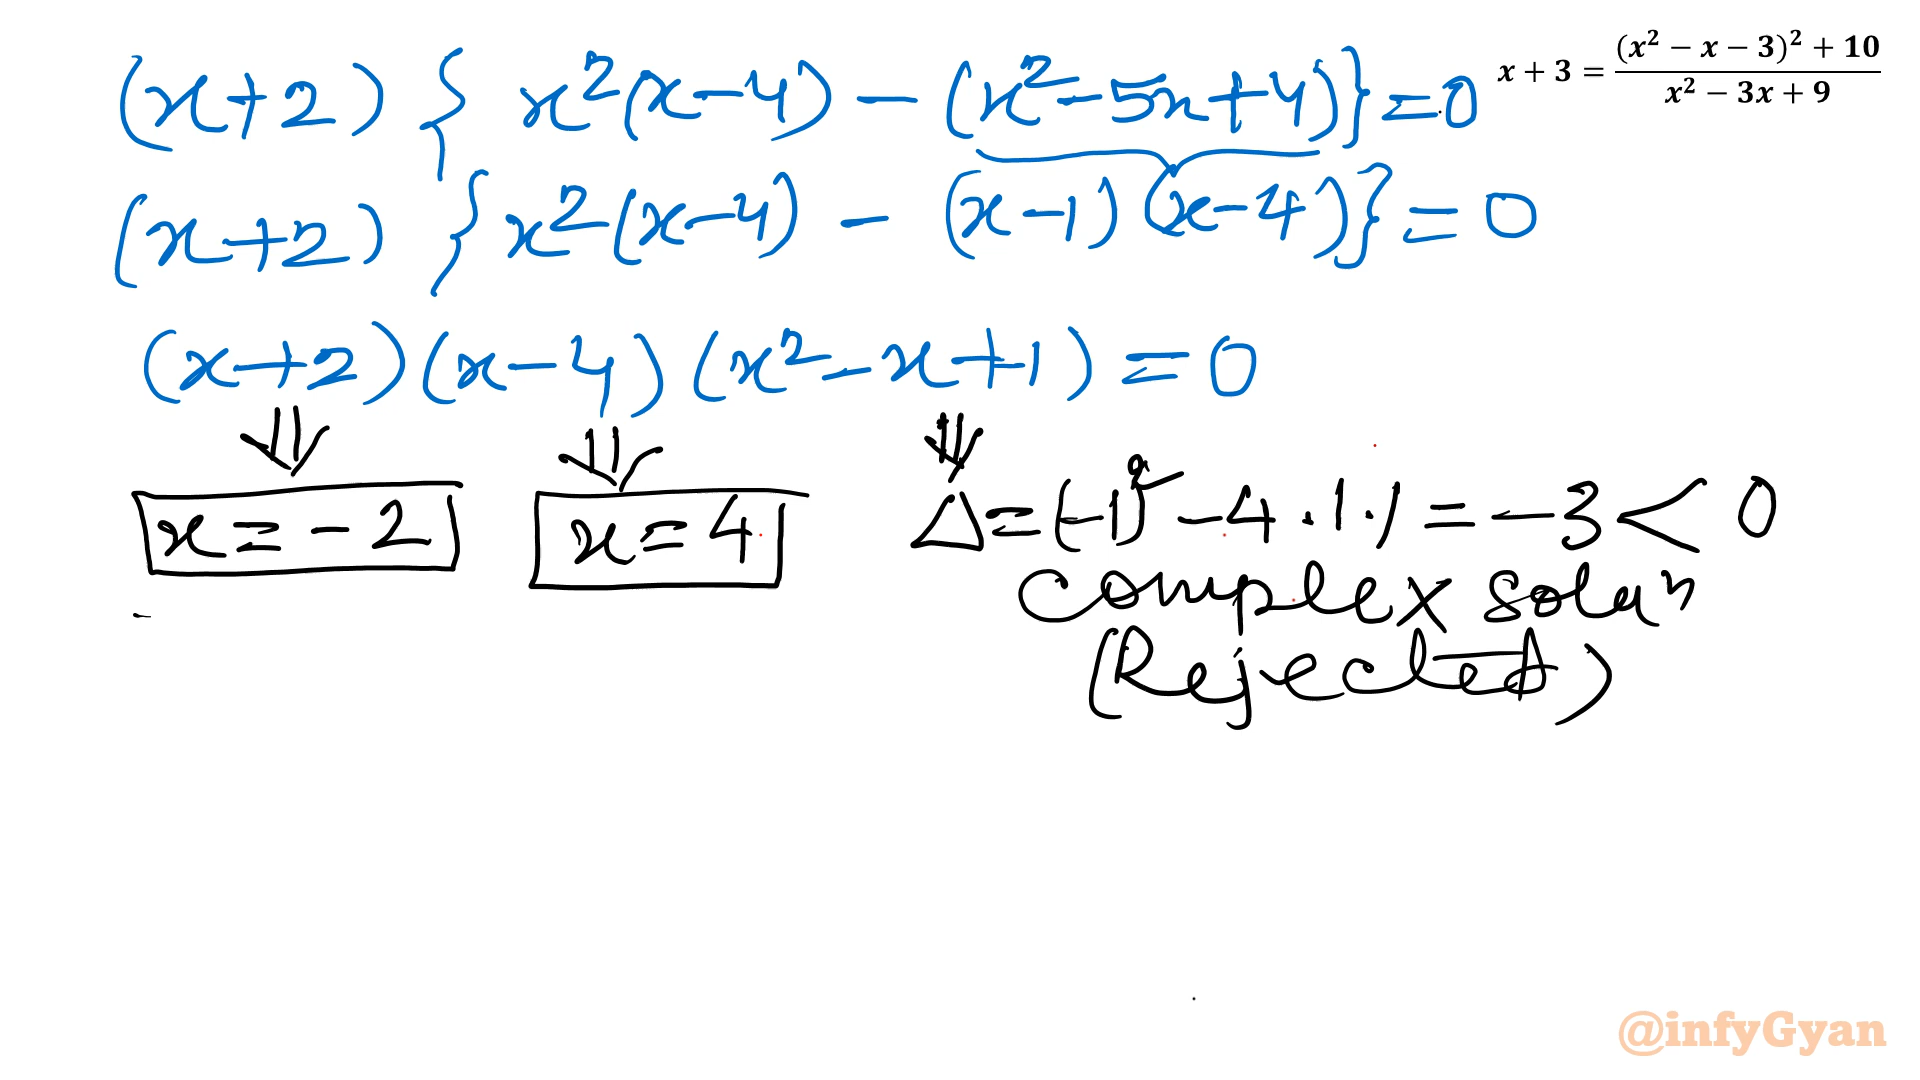 (x+2) { x²(x-4) - (x²-5x+4)} = 0
x + 3 = ((x² − x − 3)² + 10) / (x² − 3x + 9)
(x+2) { x²(x-4) - (x-1)(x-4)} = 0
(x+2)(x-4)(x²-x+1) = 0
⇓ ⇓ ⇓
x = -2
x = 4
Δ = (-1)² - 4·1·1 = -3 < 0
complex soluⁿ
(Rejected)
@infyGyan